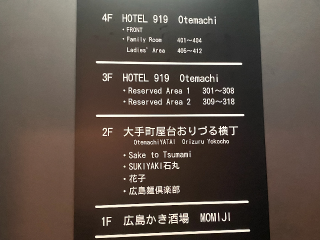 4F HOTEL 919 Otemachi
・FRONT
・Family Room 401~404
Ladies' Area 405~412
3F HOTEL 919 Otemachi
・Reserved Area 1 301~308
・Reserved Area 2 309~318
2F 大手町屋台おりづる横丁
OtemachiYATAI Orizuru Yokocho
・Sake to Tsumami
・SUKIYAKI石丸
・花子
・広島麺倶楽部
1F 広島かき酒場 MOMIJI